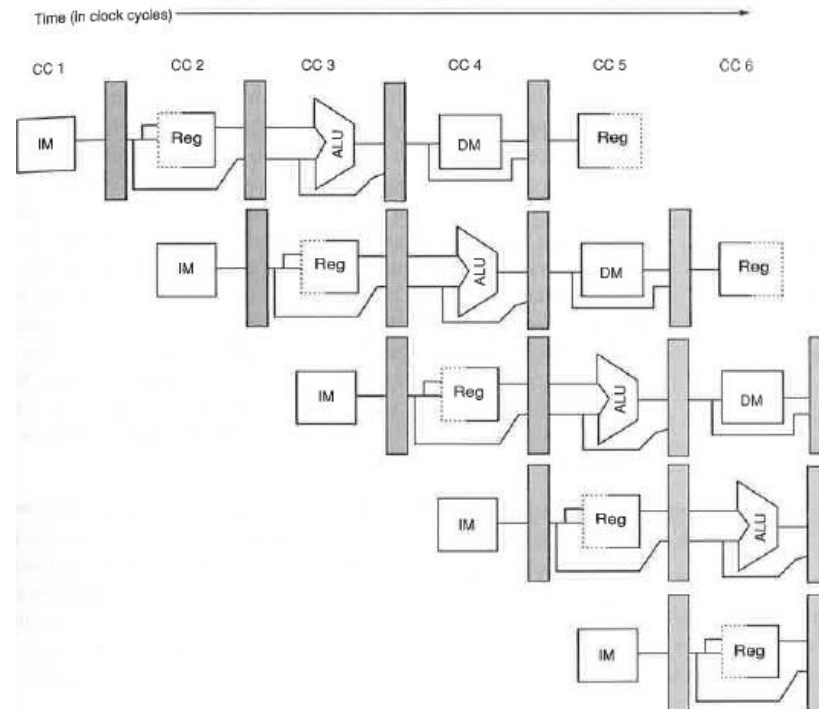 Time (in clock cycles)
CC 1 CC 2 CC 3 CC 4 CC 5 CC 6
IM Reg ALU DM Reg
IM Reg ALU DM Reg
IM Reg ALU DM
IM Reg ALU
IM Reg